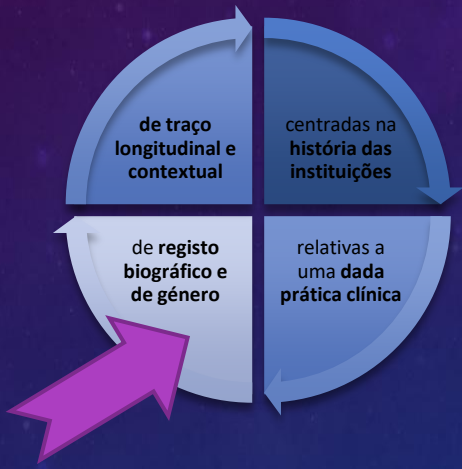 de traço
longitudinal e
contextual
centradas na
história das
instituições
de registo
biográfico e
de género
relativas a
uma dada
prática clínica